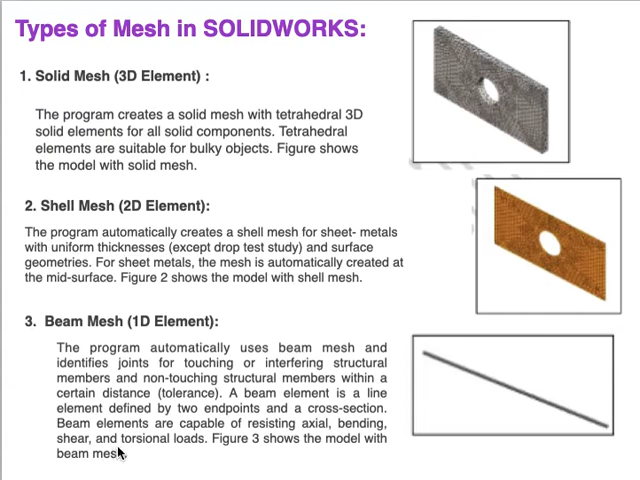 Types of Mesh in SOLIDWORKS:
1. Solid Mesh (3D Element) :
The program creates a solid mesh with tetrahedral 3D
solid elements for all solid components. Tetrahedral
elements are suitable for bulky objects. Figure shows
the model with solid mesh.
2. Shell Mesh (2D Element):
The program automatically creates a shell mesh for sheet- metals
with uniform thicknesses (except drop test study) and surface
geometries. For sheet metals, the mesh is automatically created at
the mid-surface. Figure 2 shows the model with shell mesh.
3. Beam Mesh (1D Element):
The program automatically uses beam mesh and
identifies joints for touching or interfering structural
members and non-touching structural members within a
certain distance (tolerance). A beam element is a line
element defined by two endpoints and a cross-section.
Beam elements are capable of resisting axial, bending,
shear, and torsional loads. Figure 3 shows the model with
beam mesh.